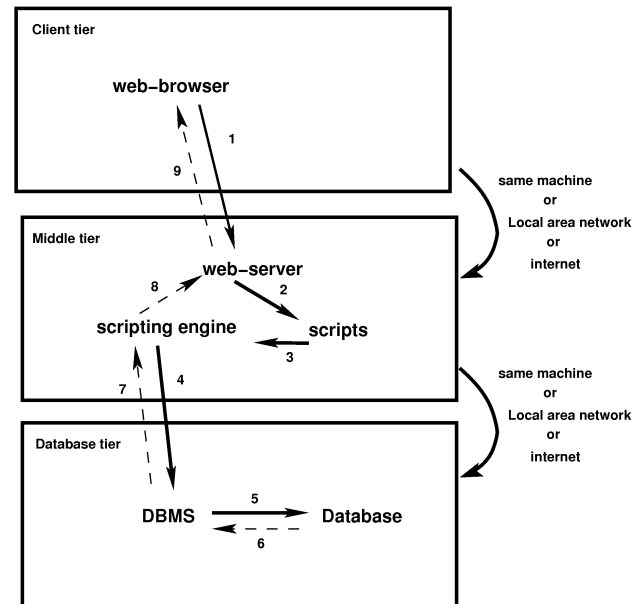 Client tier
web-browser
1
9
same machine
or
Local area network
or
internet
Middle tier
web-server
8
2
scripting engine
scripts
3
7
4
same machine
or
Local area network
or
internet
Database tier
5
DBMS
Database
6